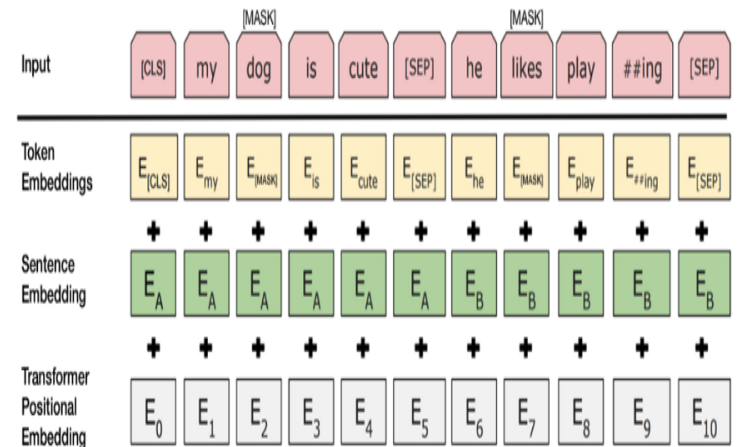 [MASK] [MASK]
Input [CLS] my dog is cute [SEP] he likes play ##ing [SEP]
Token
Embeddings
E[CLS] Emy E[MASK] Eis Ecute E[SEP] Ehe E[MASK] Eplay E##ing E[SEP]
Sentence
Embedding
EA EA EA EA EA EA EB EB EB EB EB
Transformer
Positional
Embedding
E0 E1 E2 E3 E4 E5 E6 E7 E8 E9 E10